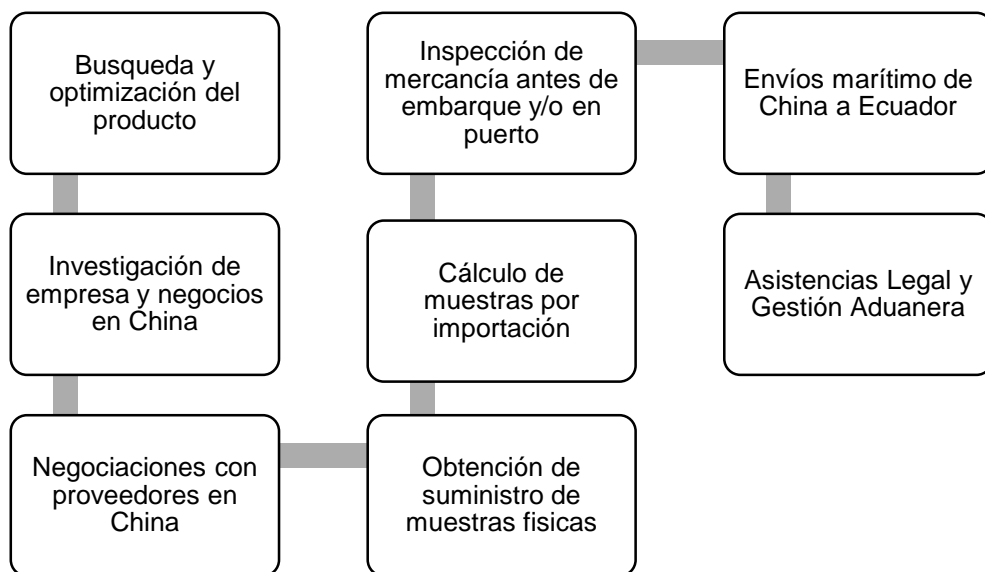 Busqueda y
optimización del
producto
Investigación de
empresa y negocios
en China
Negociaciones con
proveedores en
China
Obtención de
suministro de
muestras fisicas
Cálculo de
muestras por
importación
Inspección de
mercancía antes de
embarque y/o en
puerto
Envíos marítimo de
China a Ecuador
Asistencias Legal y
Gestión Aduanera